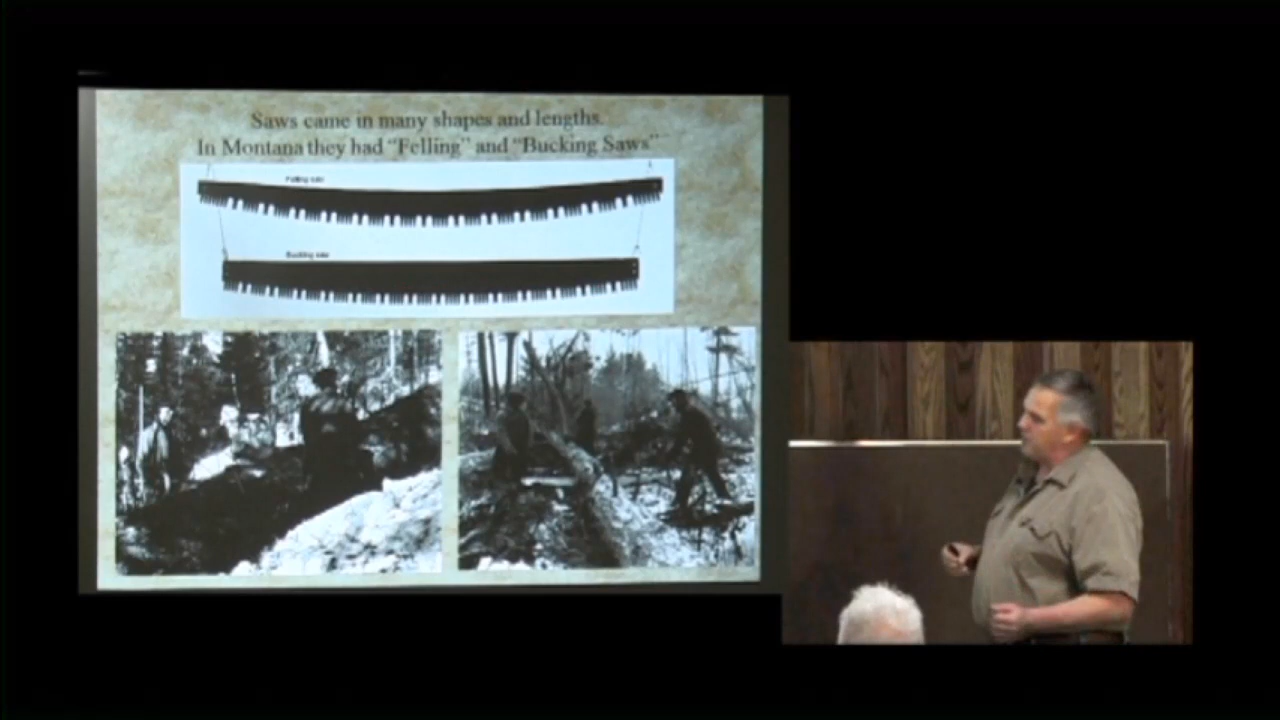 Saws came in many shapes and lengths.
In Montana they had “Felling” and “Bucking Saws”
Felling saw
Bucking saw